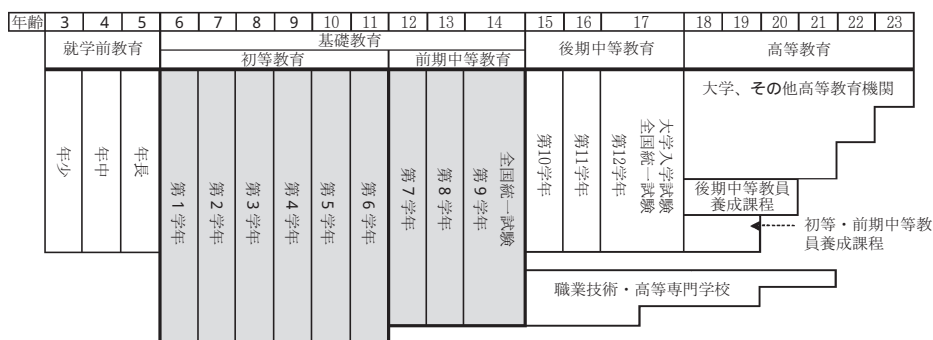 年齢 3 4 5 6 7 8 9 10 11 12 13 14 15 16 17 18 19 20 21 22 23
就学前教育
基礎教育
初等教育
前期中等教育
後期中等教育
高等教育
年少
年中
年長
第1学年
第2学年
第3学年
第4学年
第5学年
第6学年
第7学年
第8学年
第9学年
全国統一試験
第10学年
第11学年
第12学年
大学入学試験
全国統一試験
大学、その他高等教育機関
後期中等教員
養成課程
初等・前期中等教
員養成課程
職業技術・高等専門学校